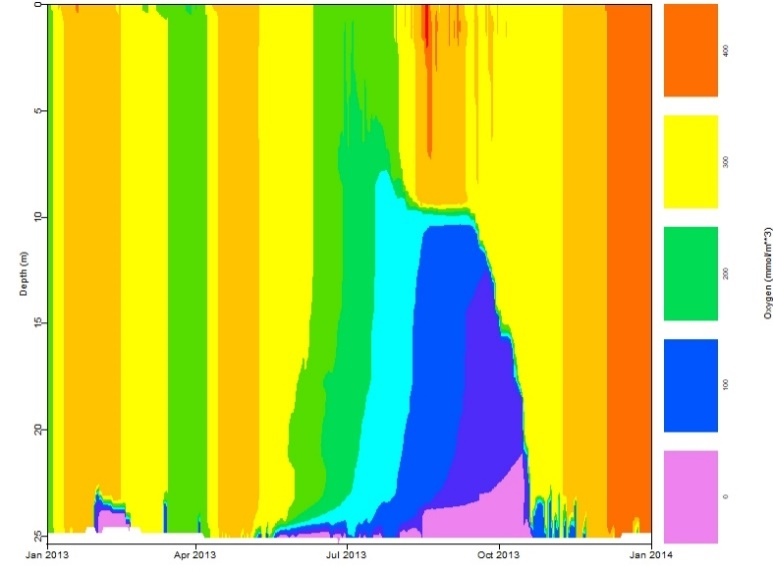 0
5
10
15
20
25
Depth (m)
Jan 2013
Apr 2013
Jul 2013
Oct 2013
Jan 2014
400
300
200
100
0
Oxygen (mmol/m**3)